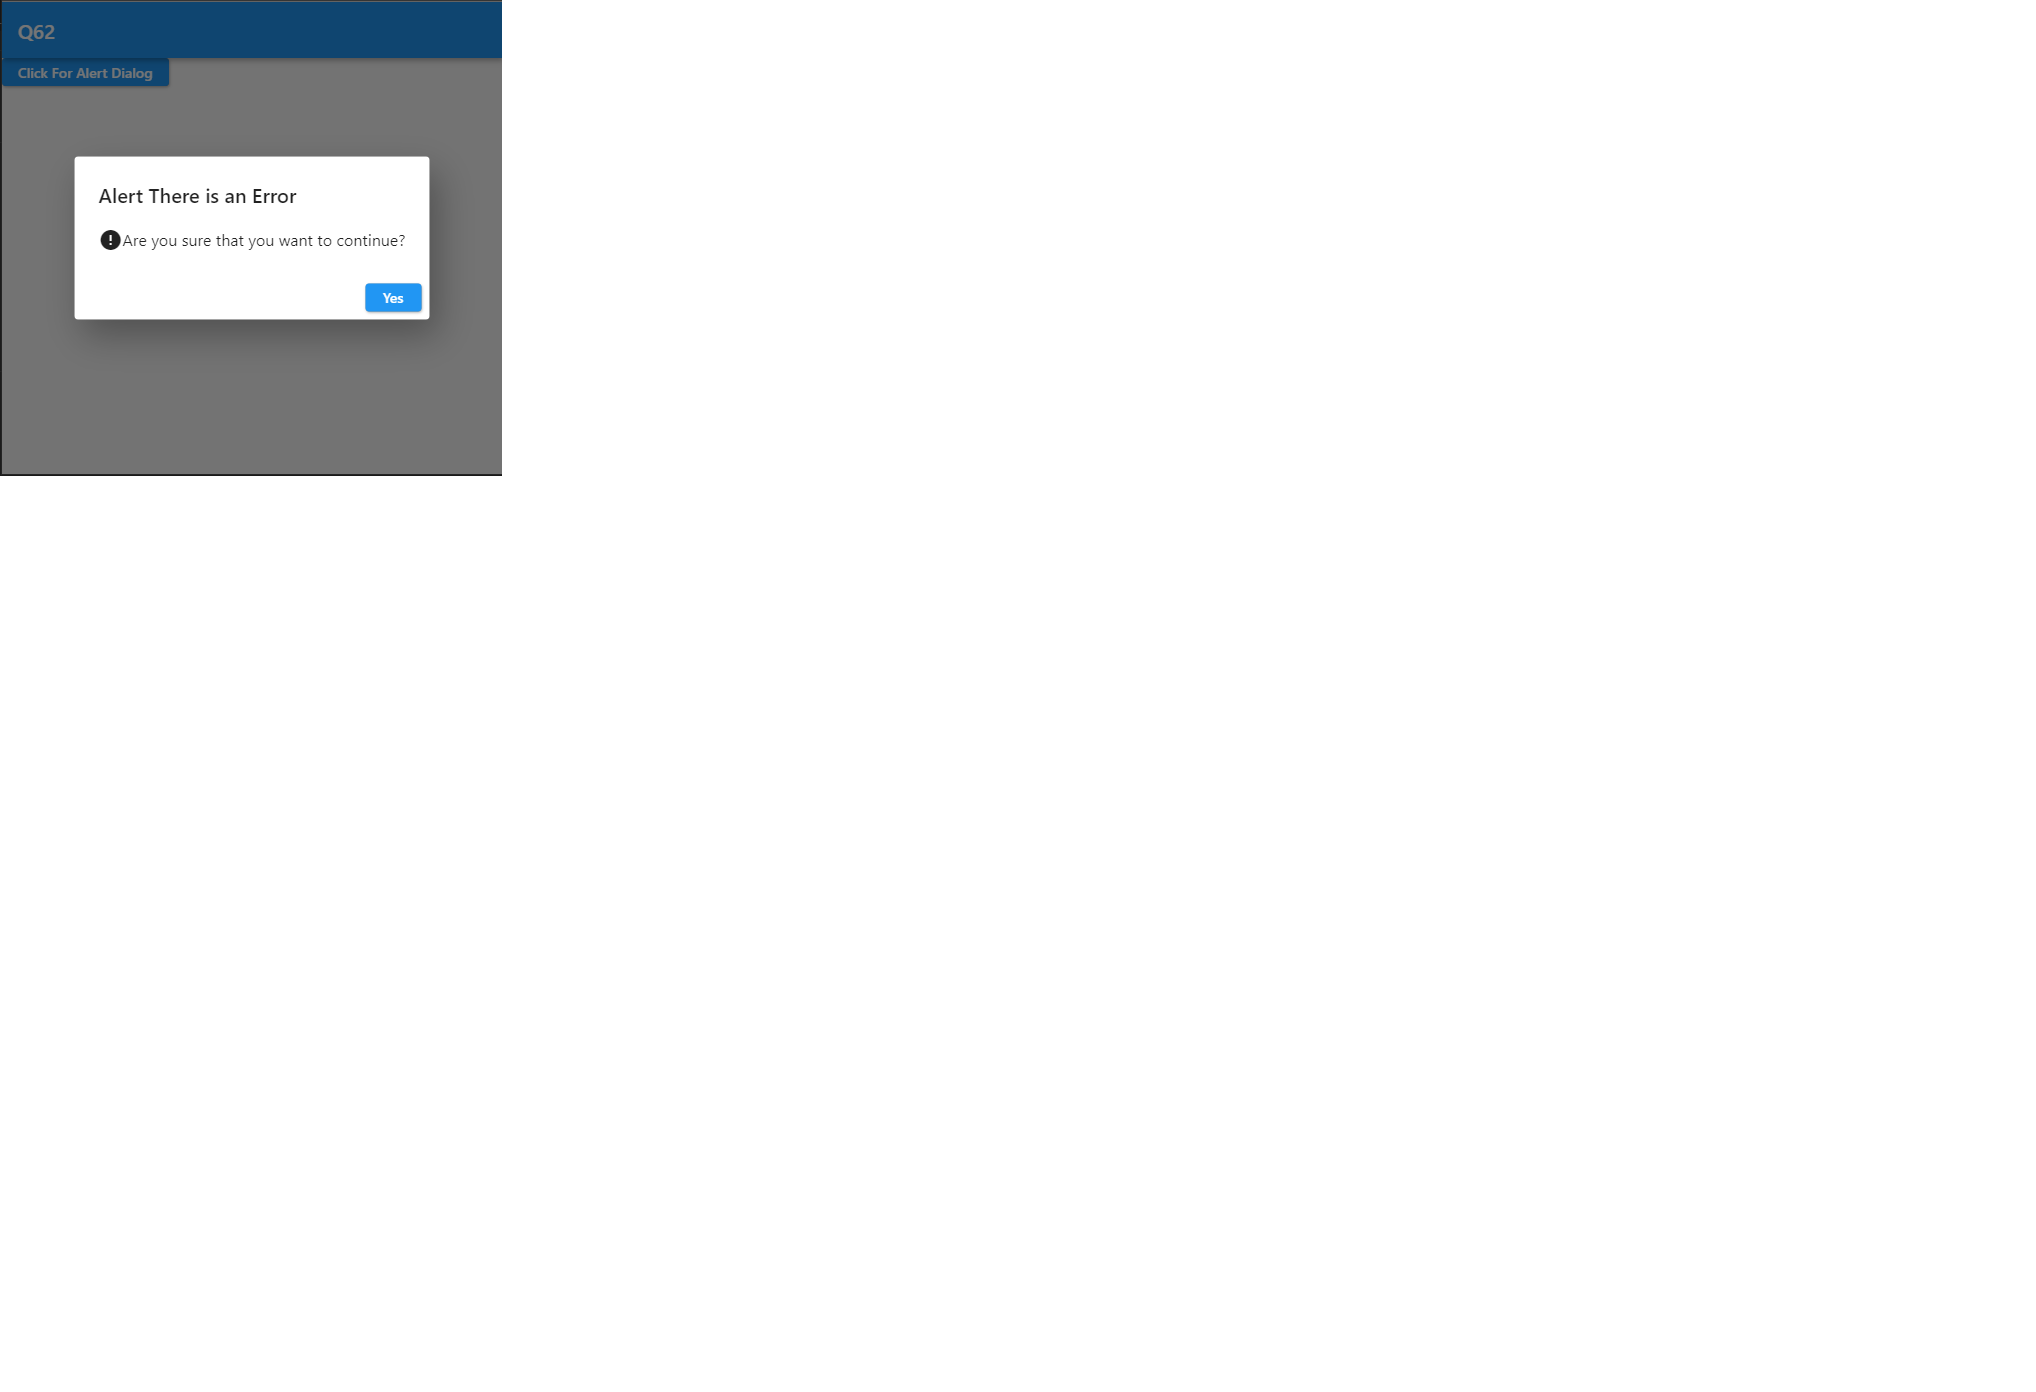 Q62
Click For Alert Dialog
Alert There is an Error
Are you sure that you want to continue?
Yes